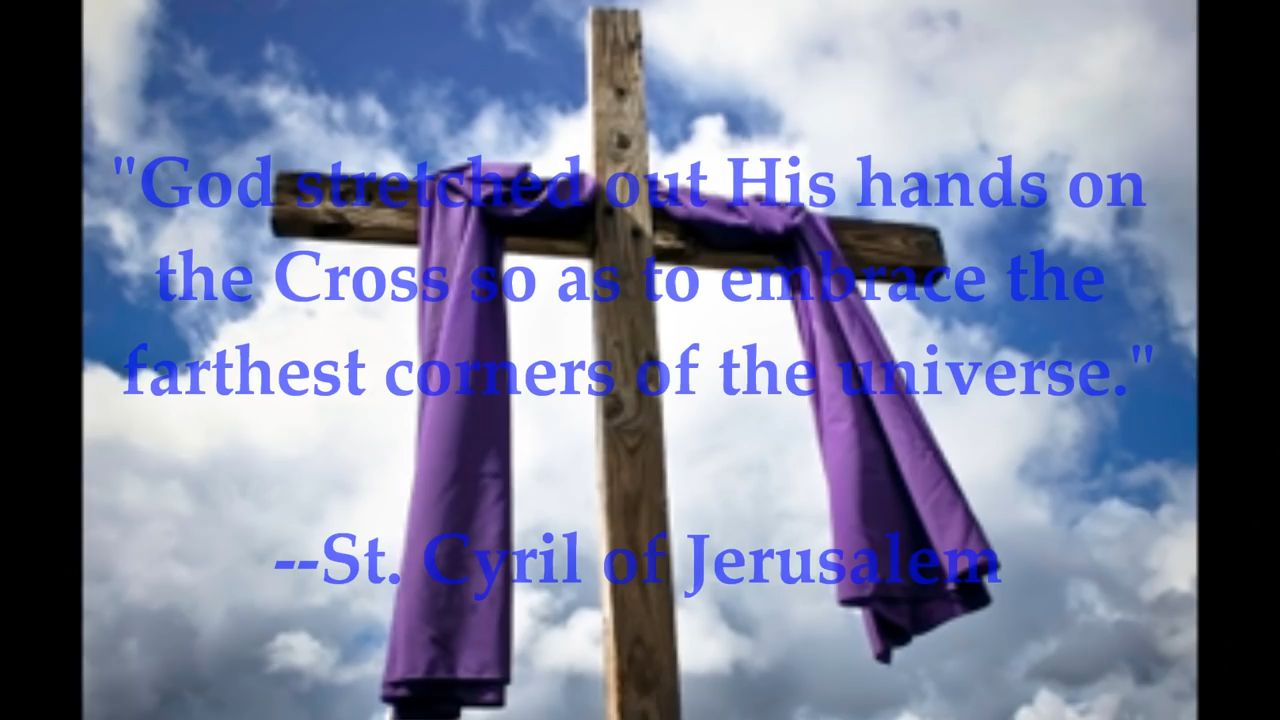 "God stretched out His hands on
the Cross so as to embrace the
farthest corners of the universe."
--St. Cyril of Jerusalem